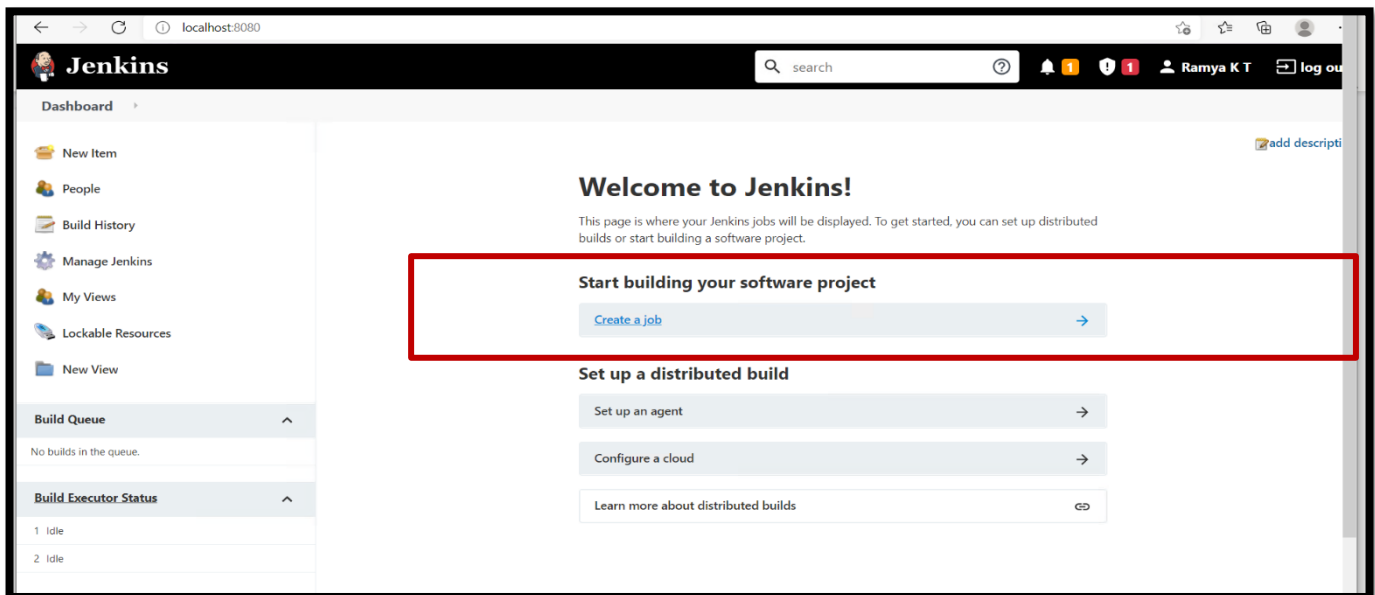 localhost:8080
Jenkins
search
1
1
Ramya K T
log ou
Dashboard
add descripti
New Item
People
Build History
Manage Jenkins
My Views
Lockable Resources
New View
Build Queue
No builds in the queue.
Build Executor Status
1 Idle
2 Idle
Welcome to Jenkins!
This page is where your Jenkins jobs will be displayed. To get started, you can set up distributed
builds or start building a software project.
Start building your software project
Create a job
Set up a distributed build
Set up an agent
Configure a cloud
Learn more about distributed builds